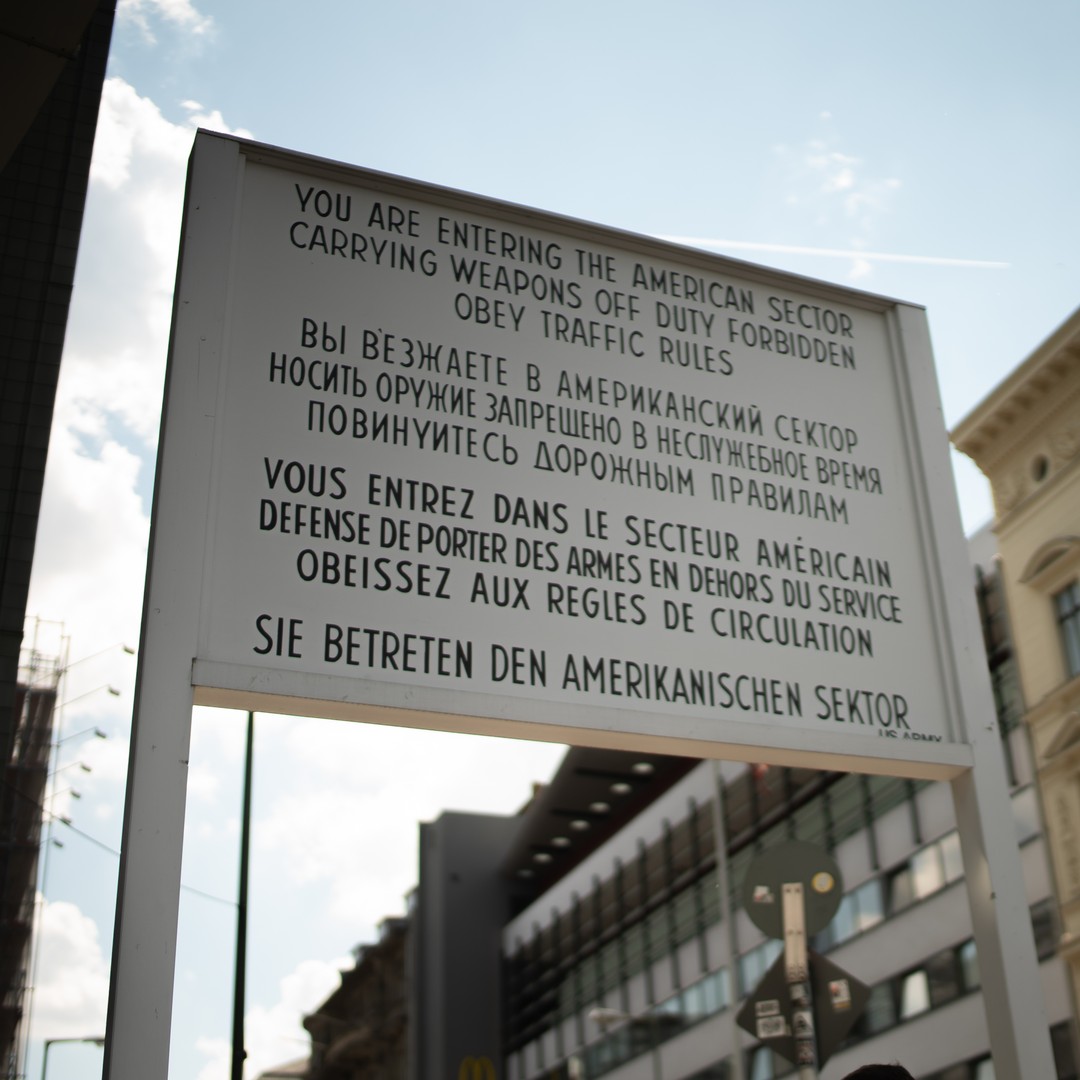 YOU ARE ENTERING THE AMERICAN SECTOR
CARRYING WEAPONS OFF DUTY FORBIDDEN
OBEY TRAFFIC RULES
ВЫ В'ЕЗЖАЕТЕ В АМЕРИКАНСКИЙ СЕКТОР
НОСИТЬ ОРУЖИЕ ЗАПРЕЩЕНО В НЕСЛУЖЕБНОЕ ВРЕМЯ
ПОВИНУЙТЕСЬ ДОРОЖНЫМ ПРАВИЛАМ
VOUS ENTREZ DANS LE SECTEUR AMÉRICAIN
DEFENSE DE PORTER DES ARMES EN DEHORS DU SERVICE
OBEISSEZ AUX REGLES DE CIRCULATION
SIE BETRETEN DEN AMERIKANISCHEN SEKTOR
US ARMY